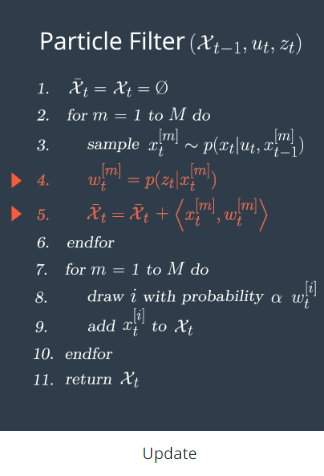 Particle Filter (𝒳ₜ₋₁, uₜ, zₜ)
1. 𝒳̄ₜ = 𝒳ₜ = Ø
2. for m = 1 to M do
3. sample xₜ^[m] ~ p(xₜ|uₜ, xₜ₋₁^[m])
4. wₜ^[m] = p(zₜ|xₜ^[m])
5. 𝒳̄ₜ = 𝒳̄ₜ + ⟨xₜ^[m], wₜ^[m]⟩
6. endfor
7. for m = 1 to M do
8. draw i with probability α wₜ^[i]
9. add xₜ^[i] to 𝒳ₜ
10. endfor
11. return 𝒳ₜ
Update